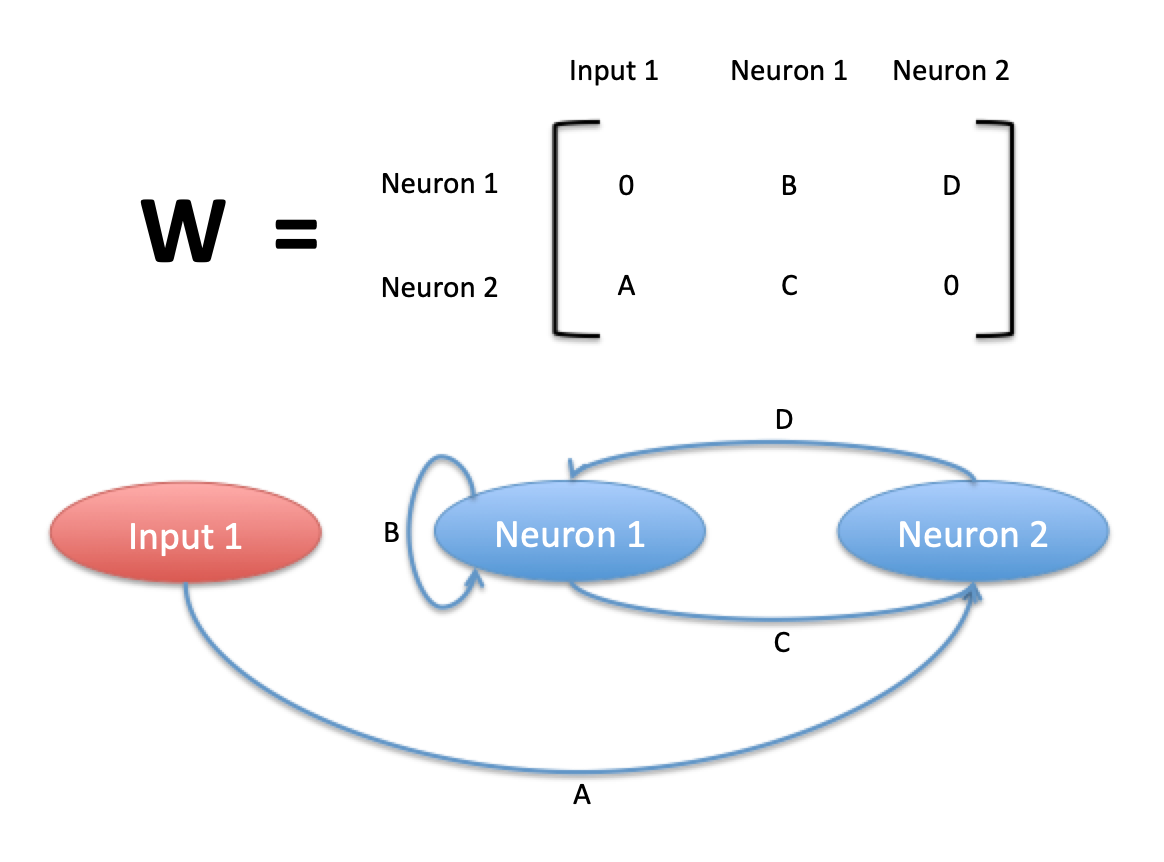 Input 1 Neuron 1 Neuron 2
Neuron 1 0 B D
W =
Neuron 2 A C 0
D
Input 1 B Neuron 1 Neuron 2
C
A